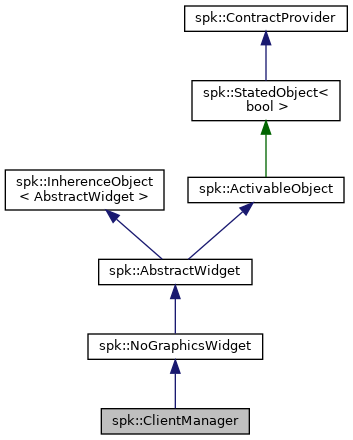 spk::ContractProvider
spk::StatedObject<
bool >
spk::InherenceObject
< AbstractWidget >
spk::ActivableObject
spk::AbstractWidget
spk::NoGraphicsWidget
spk::ClientManager